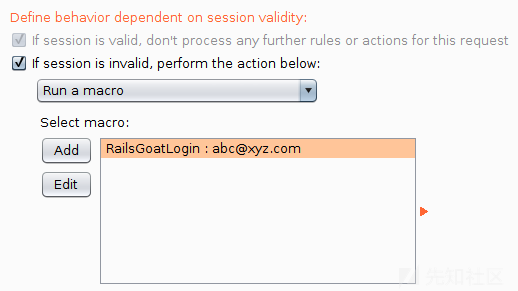 Define behavior dependent on session validity:
If session is valid, don't process any further rules or actions for this request
If session is invalid, perform the action below:
Run a macro
Select macro:
Add
RailsGoatLogin : abc@xyz.com
Edit
先知社区